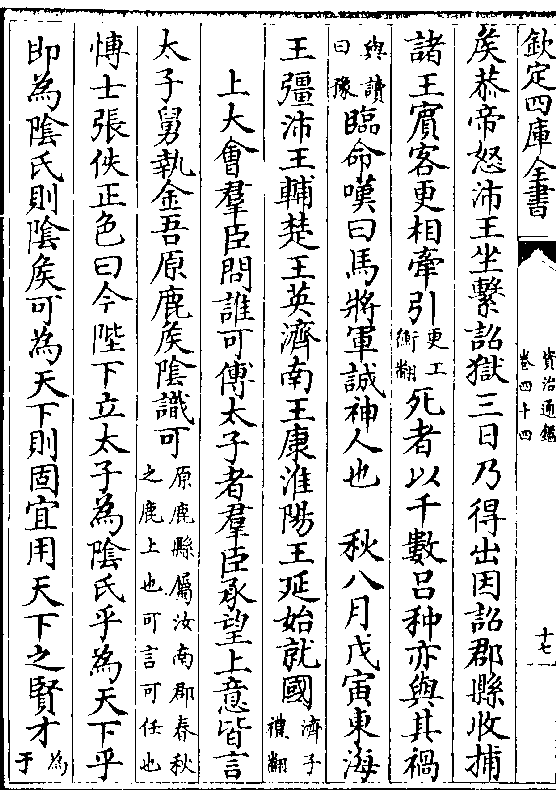 欽定四庫全書
資治通鑑
卷四十四
十七
矦恭帝怒沛王坐繫詔獄三日乃得出因詔郡縣收捕
諸王賓客更相牽引更工衡翻死者以千數吕种亦與其禍
與讀曰豫臨命嘆曰馬將軍誠神人也　秋八月戊寅東海
王彊沛王輔楚王英濟南王康淮陽王延始就國濟子禮翻
上大會羣臣問誰可傅太子者羣臣承望上意皆言
太子舅執金吾原鹿矦陰識可原鹿縣屬汝南郡春秋之鹿上也可言可任也
博士張佚正色曰今陛下立太子為陰氏乎為天下乎
即為陰氏則陰矦可為天下則固宜用天下之賢才為于